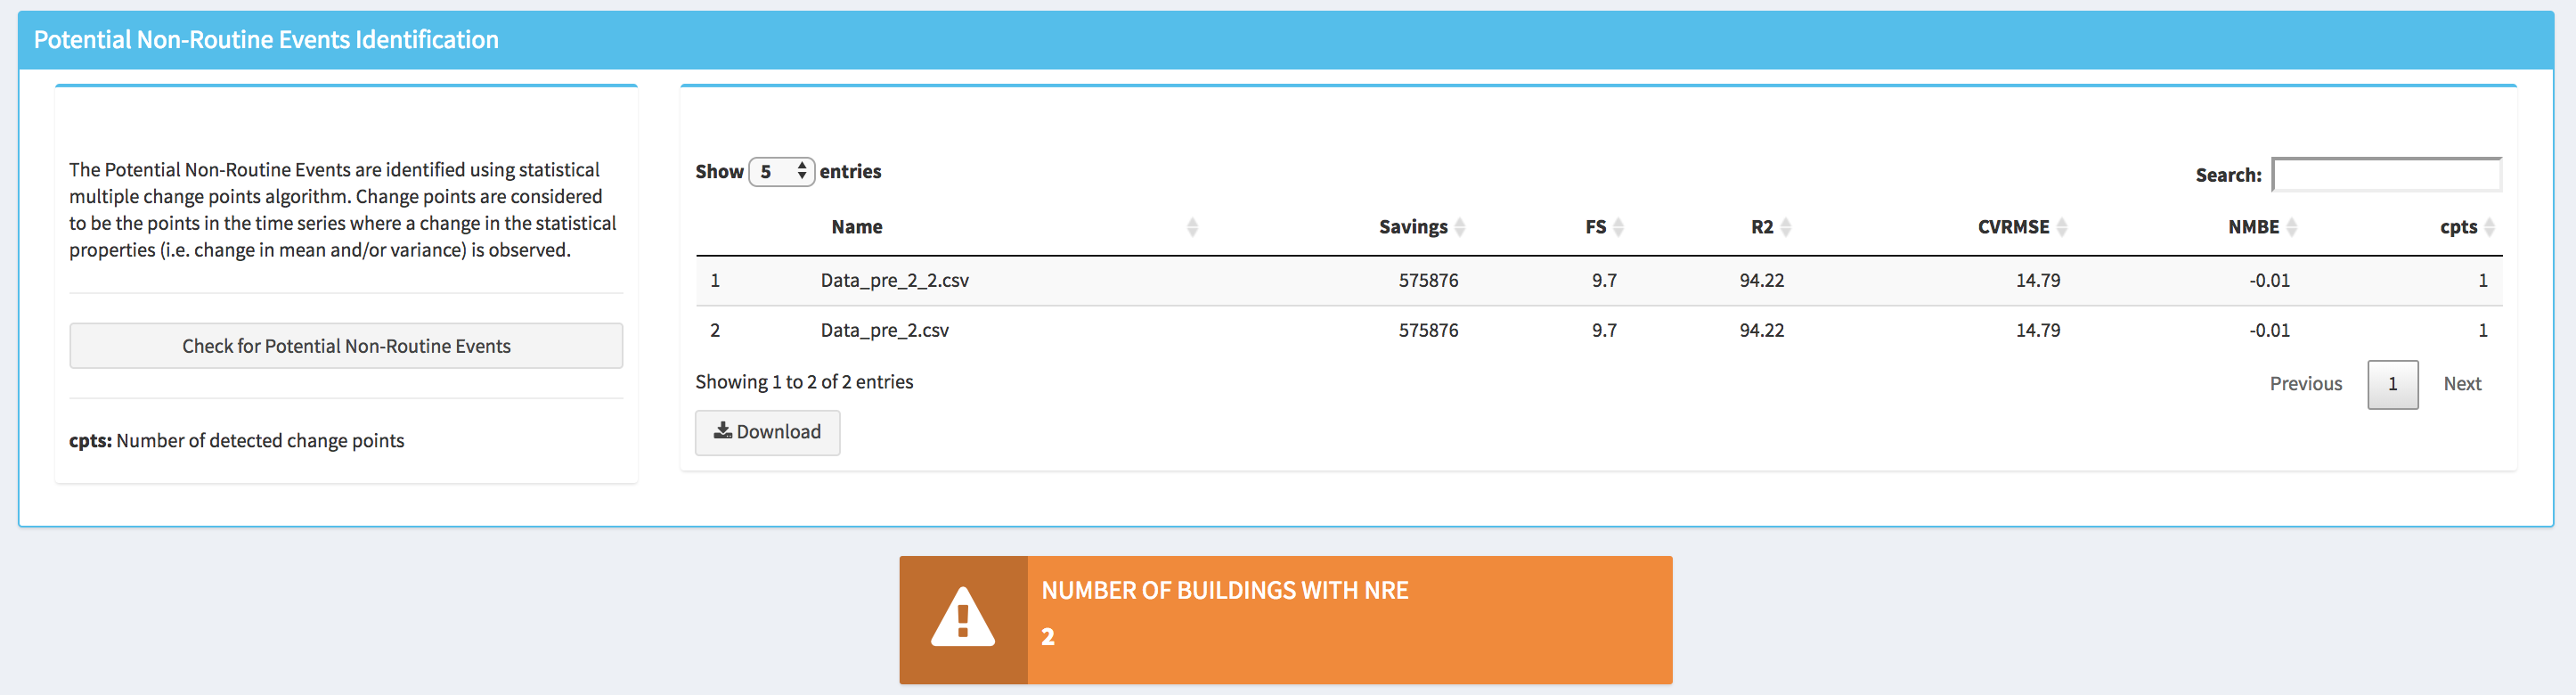 Potential Non-Routine Events Identification
The Potential Non-Routine Events are identified using statistical
multiple change points algorithm. Change points are considered
to be the points in the time series where a change in the statistical
properties (i.e. change in mean and/or variance) is observed.
Check for Potential Non-Routine Events
cpts: Number of detected change points
Show 5 entries
Search:
Name Savings FS R2 CVRMSE NMBE cpts
1 Data_pre_2_2.csv 575876 9.7 94.22 14.79 -0.01 1
2 Data_pre_2.csv 575876 9.7 94.22 14.79 -0.01 1
Showing 1 to 2 of 2 entries
Previous 1 Next
Download
NUMBER OF BUILDINGS WITH NRE
2